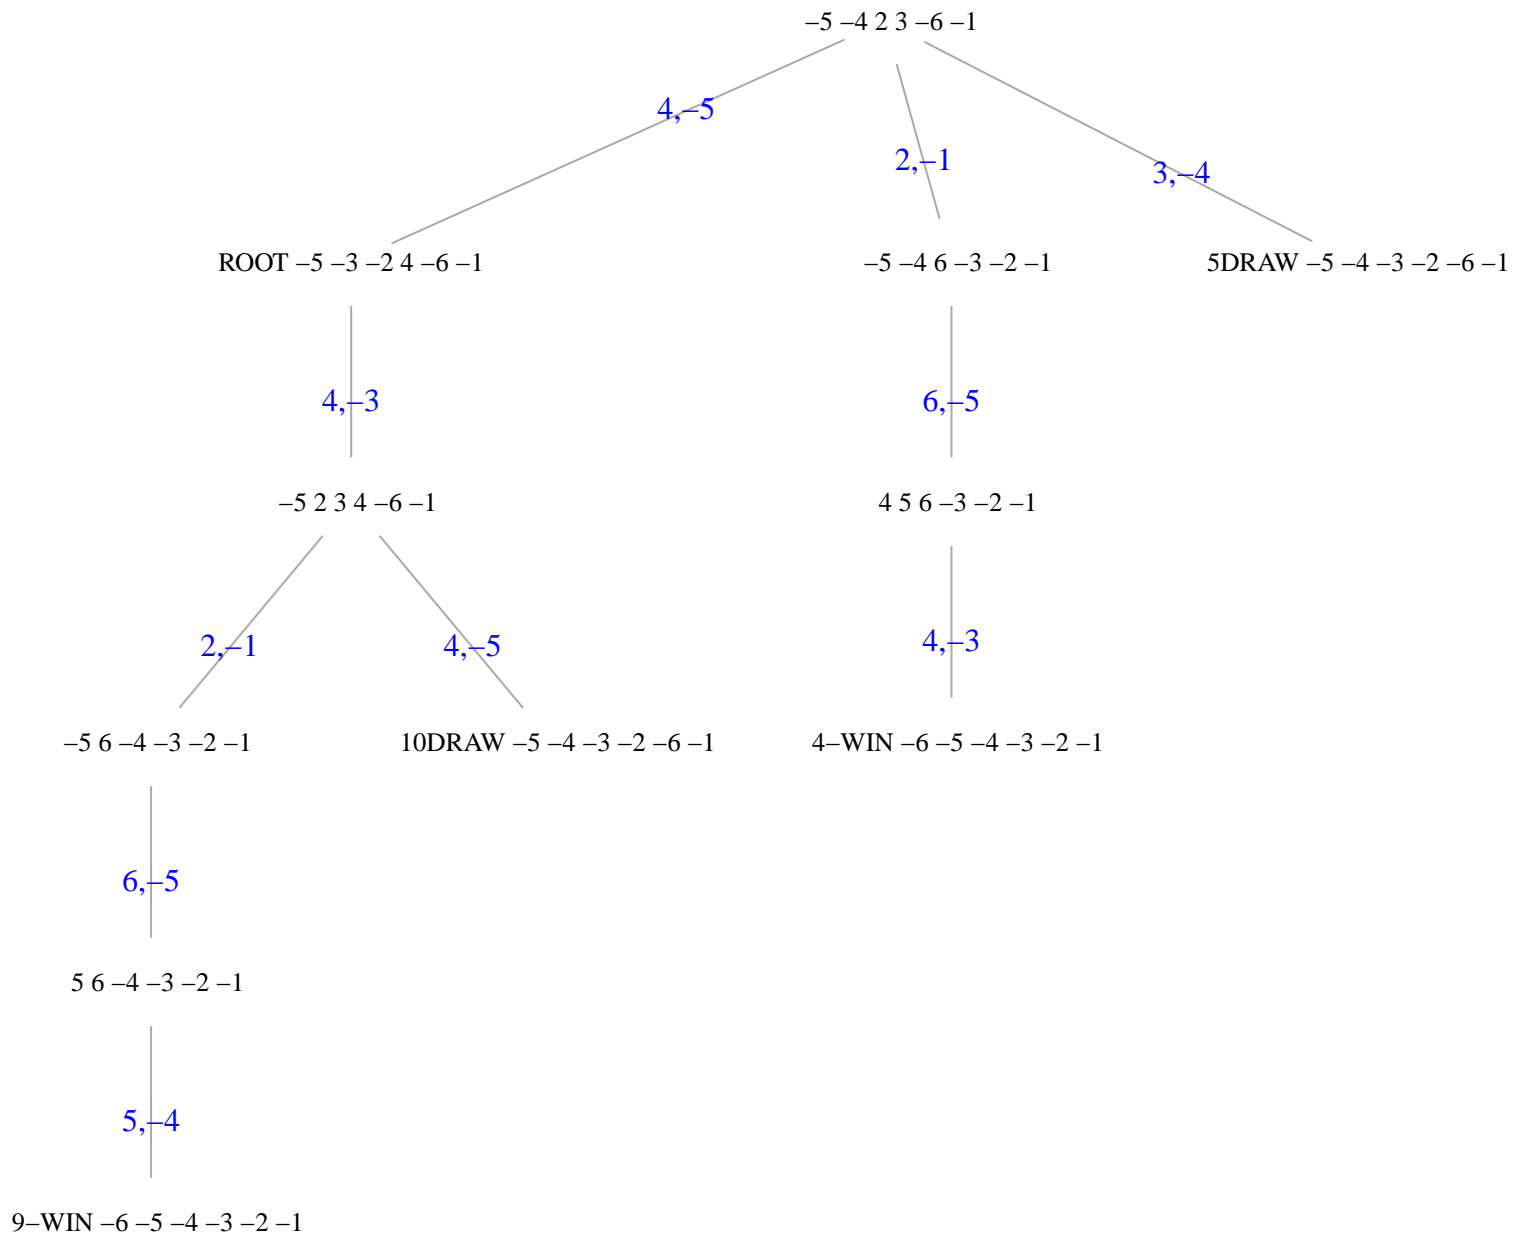 –5 –4 2 3 –6 –1
4,–5
2,–1
3,–4
ROOT –5 –3 –2 4 –6 –1
–5 –4 6 –3 –2 –1
5DRAW –5 –4 –3 –2 –6 –1
4,–3
6,–5
–5 2 3 4 –6 –1
4 5 6 –3 –2 –1
2,–1
4,–5
4,–3
–5 6 –4 –3 –2 –1
10DRAW –5 –4 –3 –2 –6 –1
4–WIN –6 –5 –4 –3 –2 –1
6,–5
5 6 –4 –3 –2 –1
5,–4
9–WIN –6 –5 –4 –3 –2 –1